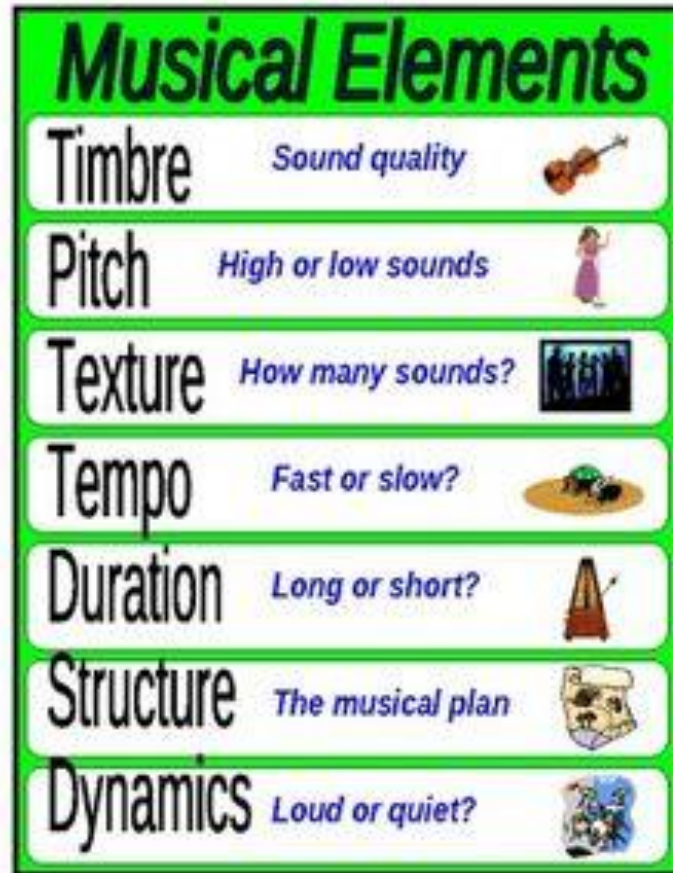 Musical Elements
Timbre Sound quality
Pitch High or low sounds
Texture How many sounds?
Tempo Fast or slow?
Duration Long or short?
Structure The musical plan
Dynamics Loud or quiet?